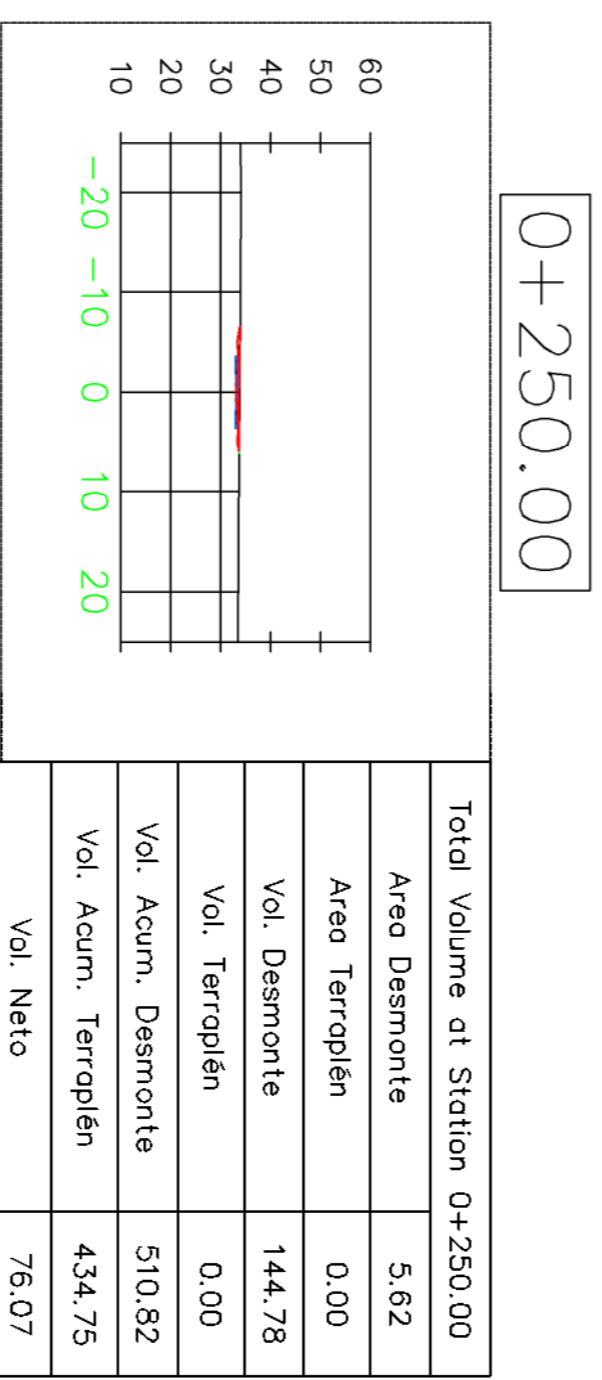 0+250.00
60
50
40
30
20
10
-20 -10 0 10 20
Total Volume at Station 0+250.00
Area Desmonte 5.62
Area Terraplén 0.00
Vol. Desmonte 144.78
Vol. Terraplén 0.00
Vol. Acum. Desmonte 510.82
Vol. Acum. Terraplén 434.75
Vol. Neto 76.07